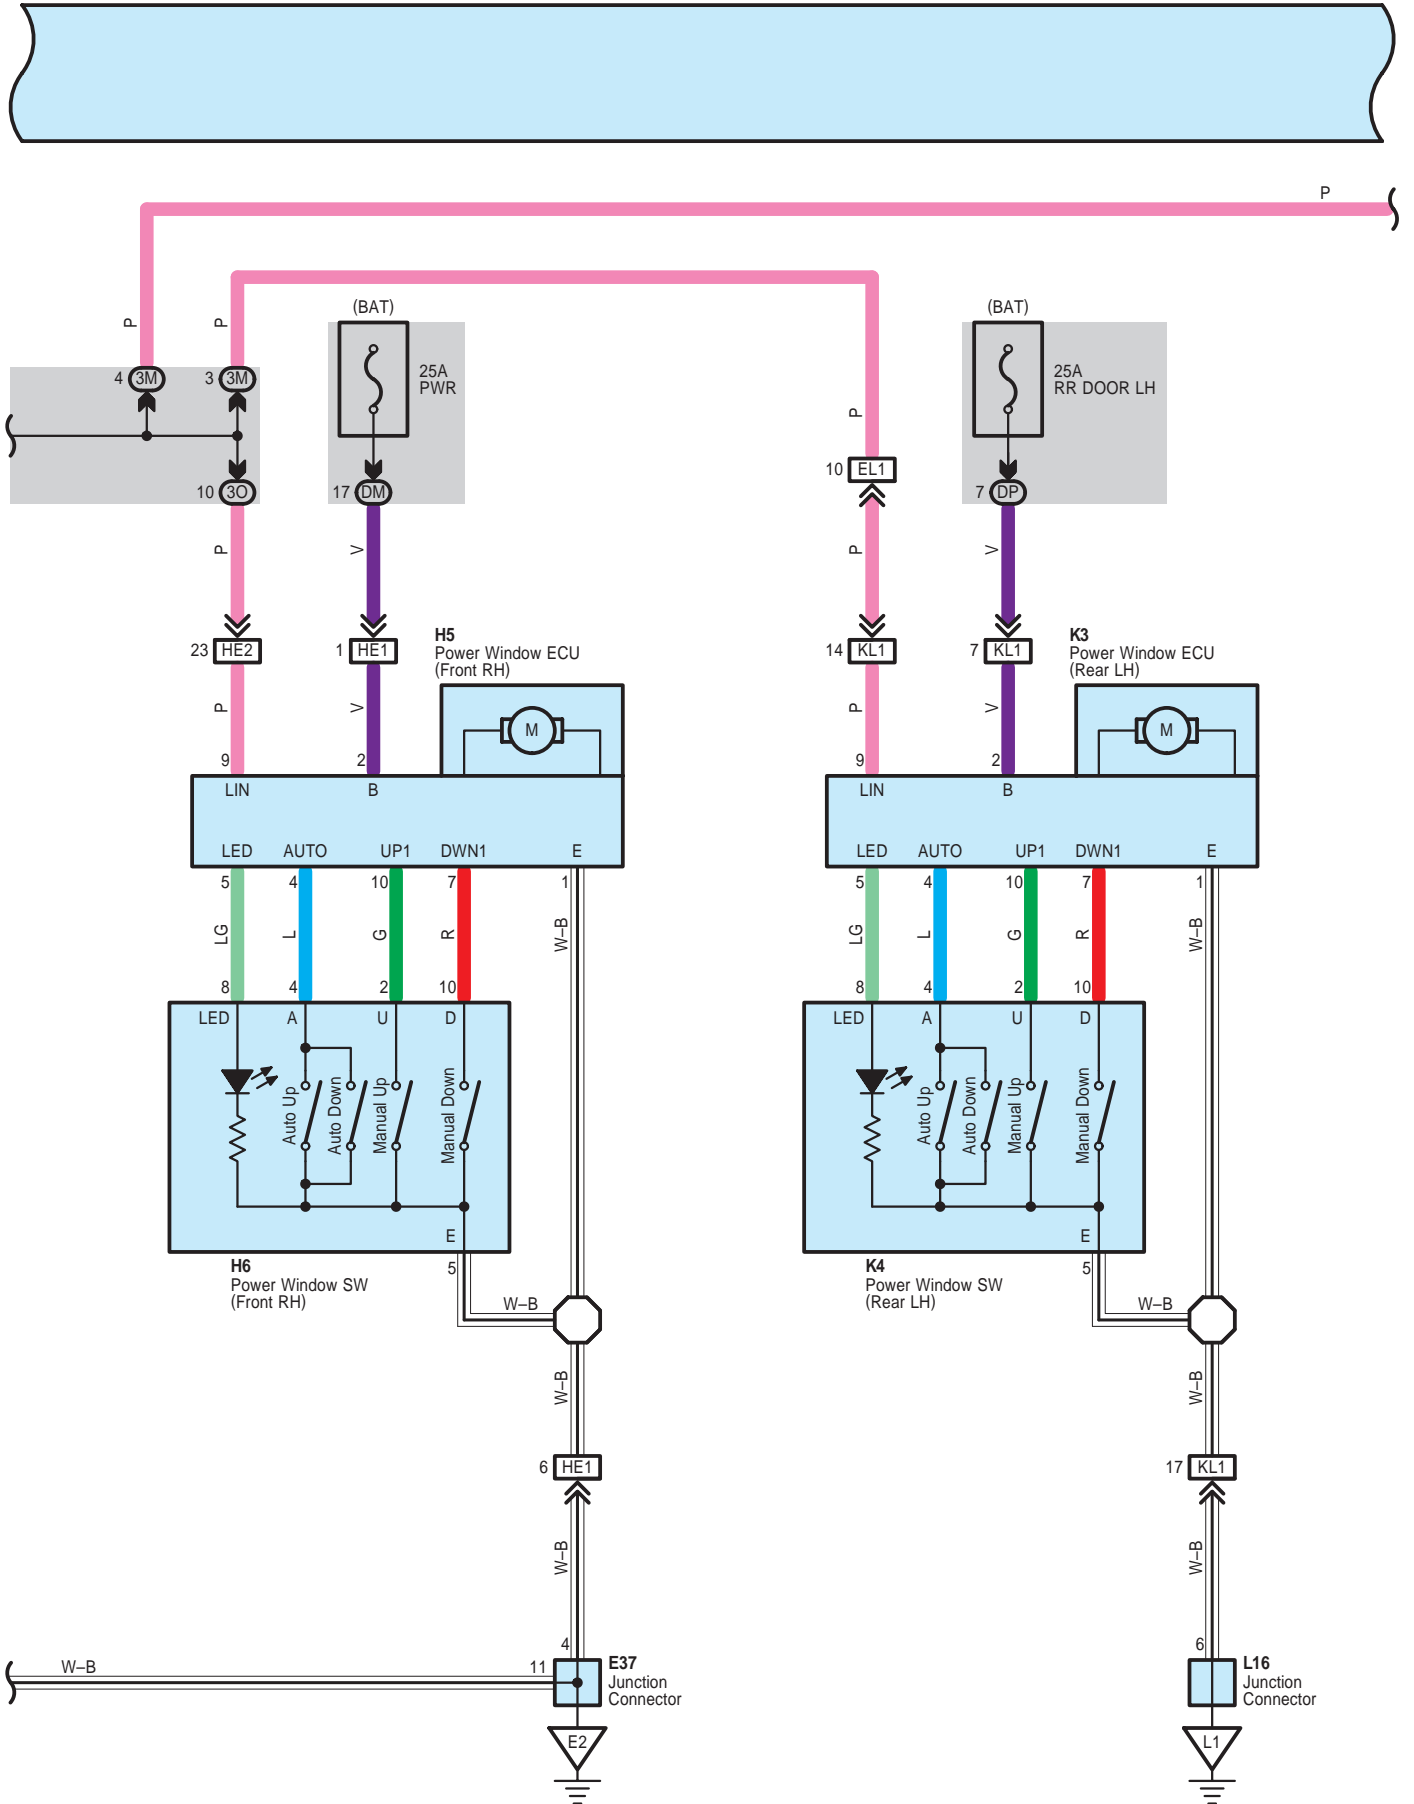 P
(BAT)
(BAT)
P
P
4 3M
3 3M
25A
PWR
25A
RR DOOR LH
P
10 EL1
10 3O
17 DM
7 DP
P
V
P
V
23 HE2
1 HE1
H5
Power Window ECU
(Front RH)
14 KL1
7 KL1
K3
Power Window ECU
(Rear LH)
P
V
M
P
V
M
9
2
9
2
LIN
B
LIN
B
LED
AUTO
UP1
DWN1
E
LED
AUTO
UP1
DWN1
E
5
4
10
7
1
5
4
10
7
1
LG
L
G
R
W–B
LG
L
G
R
W–B
8
4
2
10
8
4
2
10
LED
A
U
D
LED
A
U
D
Auto Up
Auto Down
Manual Up
Manual Down
Auto Up
Auto Down
Manual Up
Manual Down
E
E
H6
Power Window SW
(Front RH)
5
K4
Power Window SW
(Rear LH)
5
W–B
W–B
W–B
W–B
6 HE1
17 KL1
W–B
W–B
4
6
W–B
11
E37
Junction
Connector
L16
Junction
Connector
E2
L1